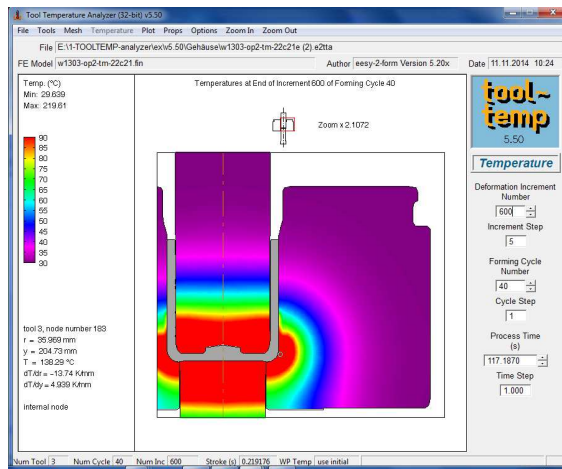 Tool Temperature Analyzer (32-bit) v5.50
File Tools Mesh Temperature Plot Props Options Zoom In Zoom Out
File E:\1-TOOLTEMP-analyzer\ex\v5.50\Gehäuse\w1303-op2-tm-22c21e (2).e2tta
FE Model w1303-op2-tm-22c21.fin Author eesy-2-form Version 5.20x Date 11.11.2014 10:24
Temp. (ºC)
Min: 29.639
Max: 219.61
Temperatures at End of Increment 600 of Forming Cycle 40
Zoom x 2.1072
90
85
80
75
70
65
60
55
50
45
40
35
30
tool 3, node number 183
r = 35.969 mm
y = 204.73 mm
T = 138.29 ºC
dT/dr = -13.74 K/mm
dT/dy = 4.939 K/mm
internal node
tool-
temp
5.50
Temperature
Deformation Increment
Number
600
Increment Step
5
Forming Cycle
Number
40
Cycle Step
1
Process Time
(s)
117.1870
Time Step
1.000
Num Tool 3 Num Cycle 40 Num Inc 600 Stroke (s) 0.219176 WP Temp use initial